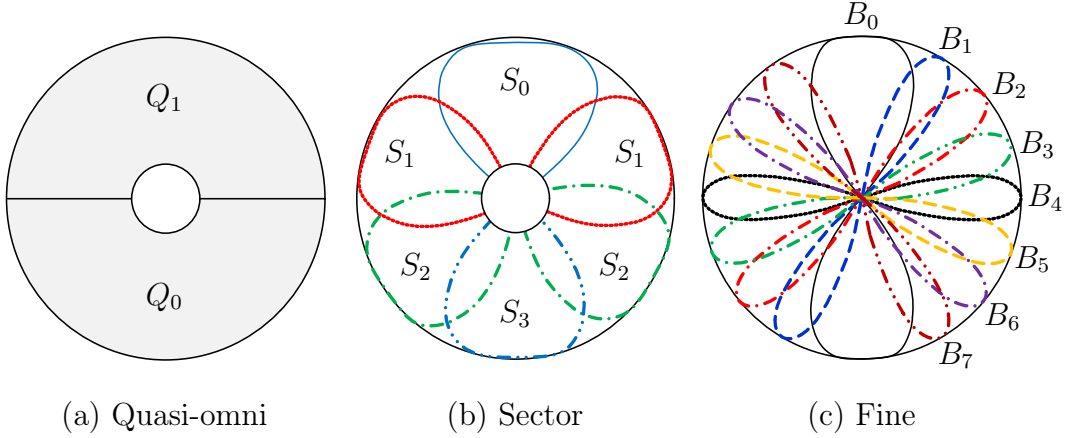 Q1
Q0
(a) Quasi-omni
S0
S1
S1
S2
S2
S3
(b) Sector
B0
B1
B2
B3
B4
B5
B6
B7
(c) Fine